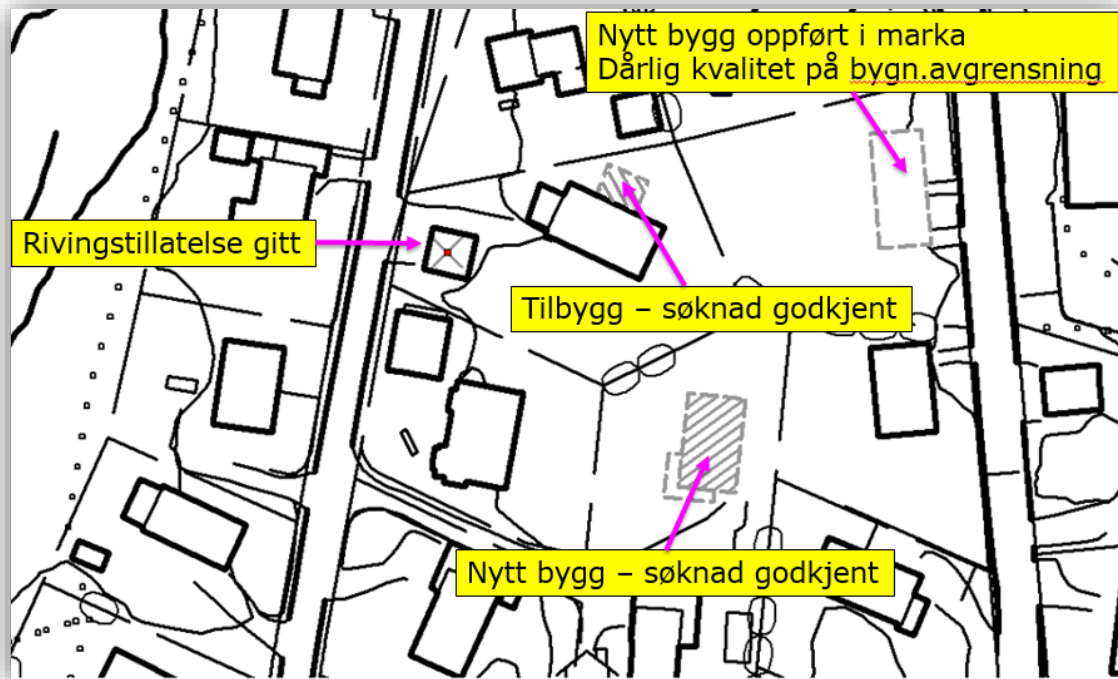 Nytt bygg oppført i marka
Dårlig kvalitet på bygn.avgrensning
Rivingstillatelse gitt
Tilbygg – søknad godkjent
Nytt bygg – søknad godkjent